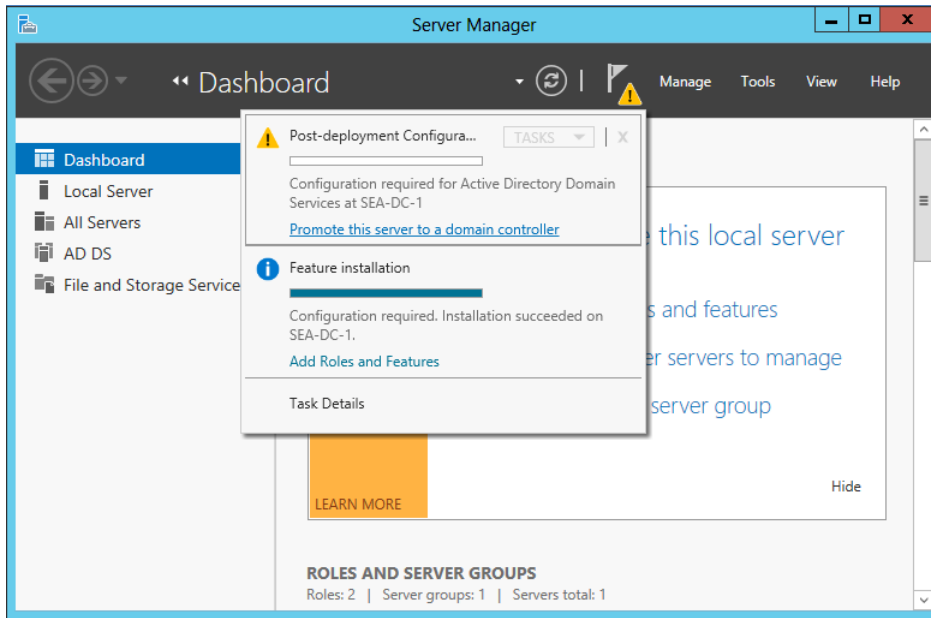 Server Manager
Dashboard
Manage Tools View Help
Dashboard
Local Server
All Servers
AD DS
File and Storage Service
Post-deployment Configura... TASKS X
Configuration required for Active Directory Domain
Services at SEA-DC-1
Promote this server to a domain controller
Feature installation
Configuration required. Installation succeeded on
SEA-DC-1.
Add Roles and Features
Task Details
this local server
and features
servers to manage
server group
LEARN MORE
Hide
ROLES AND SERVER GROUPS
Roles: 2 | Server groups: 1 | Servers total: 1